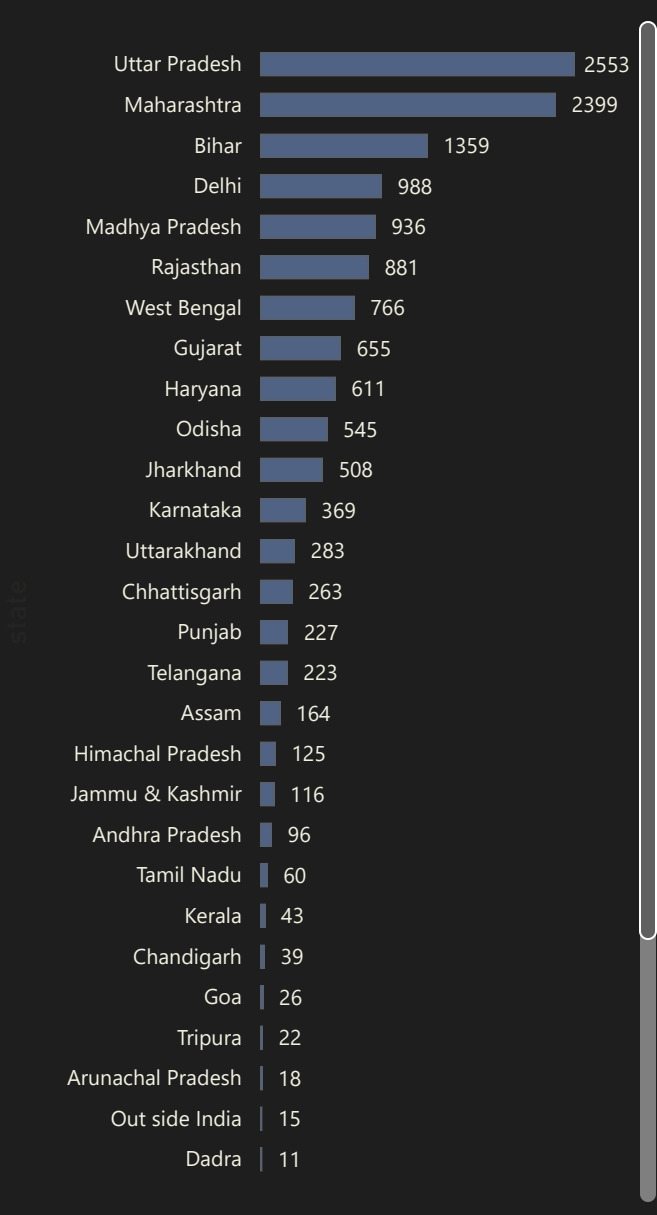 Uttar Pradesh 2553
Maharashtra 2399
Bihar 1359
Delhi 988
Madhya Pradesh 936
Rajasthan 881
West Bengal 766
Gujarat 655
Haryana 611
Odisha 545
Jharkhand 508
Karnataka 369
Uttarakhand 283
Chhattisgarh 263
Punjab 227
Telangana 223
Assam 164
Himachal Pradesh 125
Jammu & Kashmir 116
Andhra Pradesh 96
Tamil Nadu 60
Kerala 43
Chandigarh 39
Goa 26
Tripura 22
Arunachal Pradesh 18
Out side India 15
Dadra 11
state